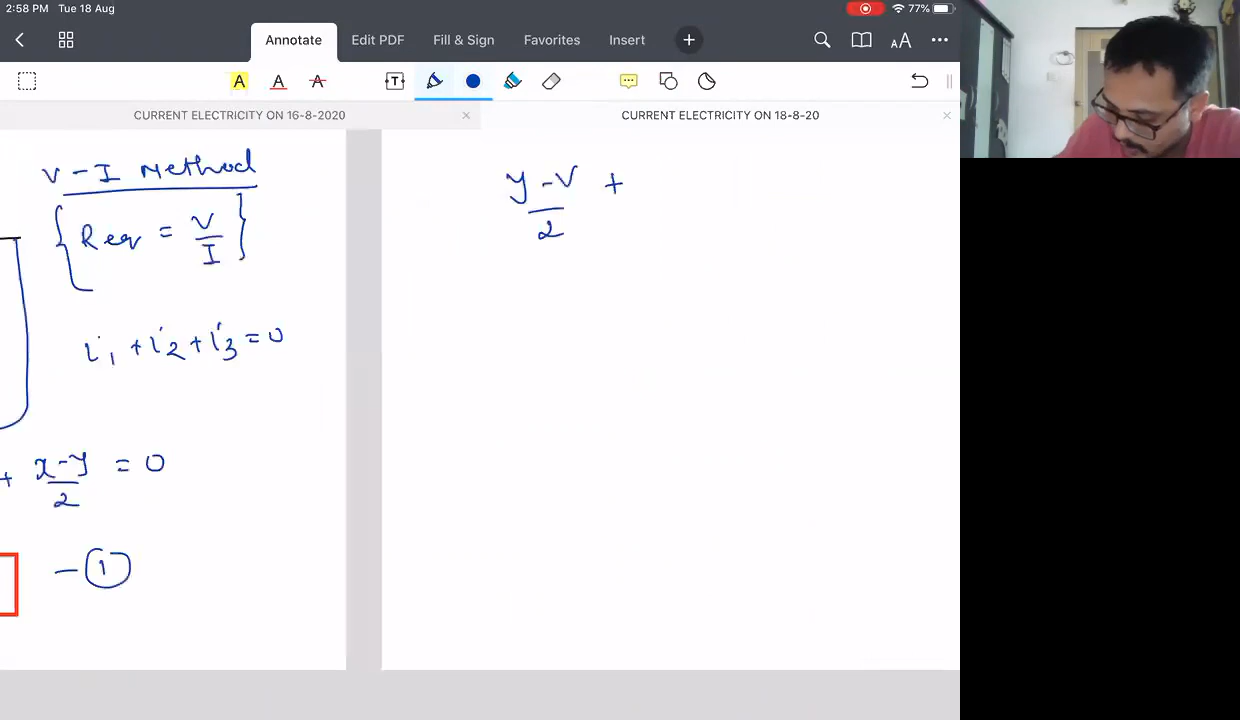 2:58 PM Tue 18 Aug
77%
Annotate Edit PDF Fill & Sign Favorites Insert
CURRENT ELECTRICITY ON 16-8-2020
CURRENT ELECTRICITY ON 18-8-20
V - I Method
{Req = V/I}
i₁ + i₂ + i₃ = 0
+ x-y/2 = 0
- ①
y-V/2 +